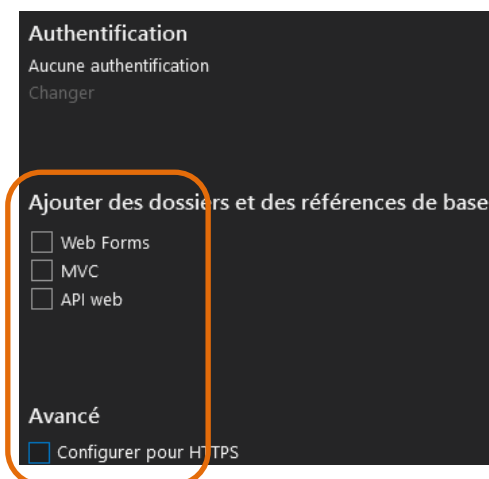 Authentification
Aucune authentification
Changer
Ajouter des dossiers et des références de base
Web Forms
MVC
API web
Avancé
Configurer pour HTTPS